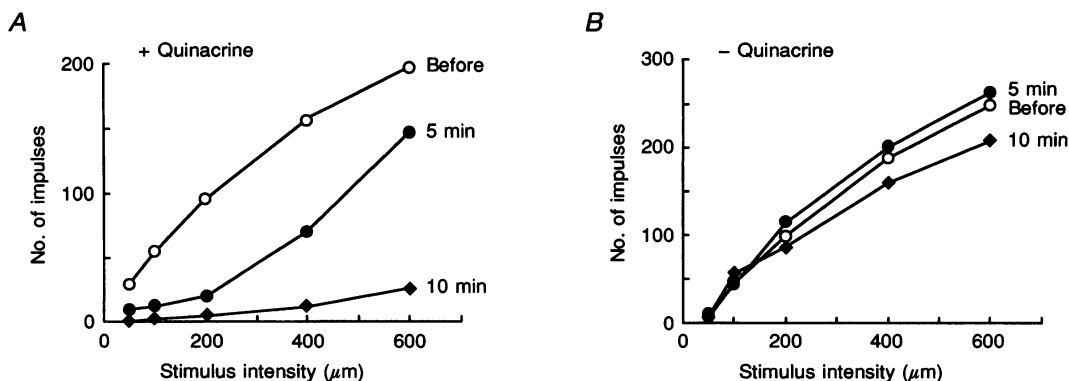 A
+ Quinacrine
200
100
0
No. of impulses
Before
5 min
10 min
0
200
400
600
Stimulus intensity (μm)
B
− Quinacrine
300
200
100
0
No. of impulses
5 min
Before
10 min
0
200
400
600
Stimulus intensity (μm)